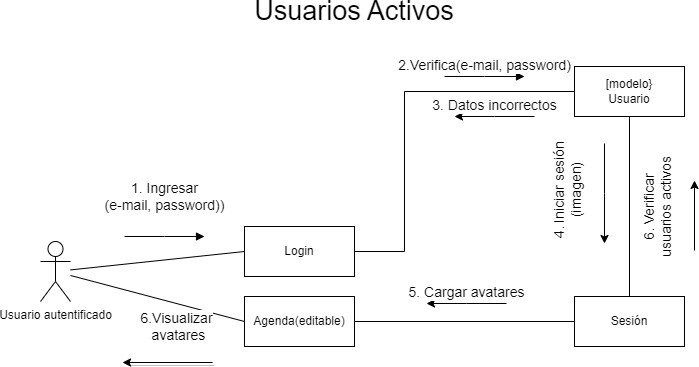 Usuarios Activos
2.Verifica(e-mail, password)
[modelo}
Usuario
3. Datos incorrectos
1. Ingresar
(e-mail, password))
4. Iniciar sesión
(imagen)
6. Verificar
usuarios activos
Login
5. Cargar avatares
Usuario autentificado
6.Visualizar
avatares
Agenda(editable)
Sesión